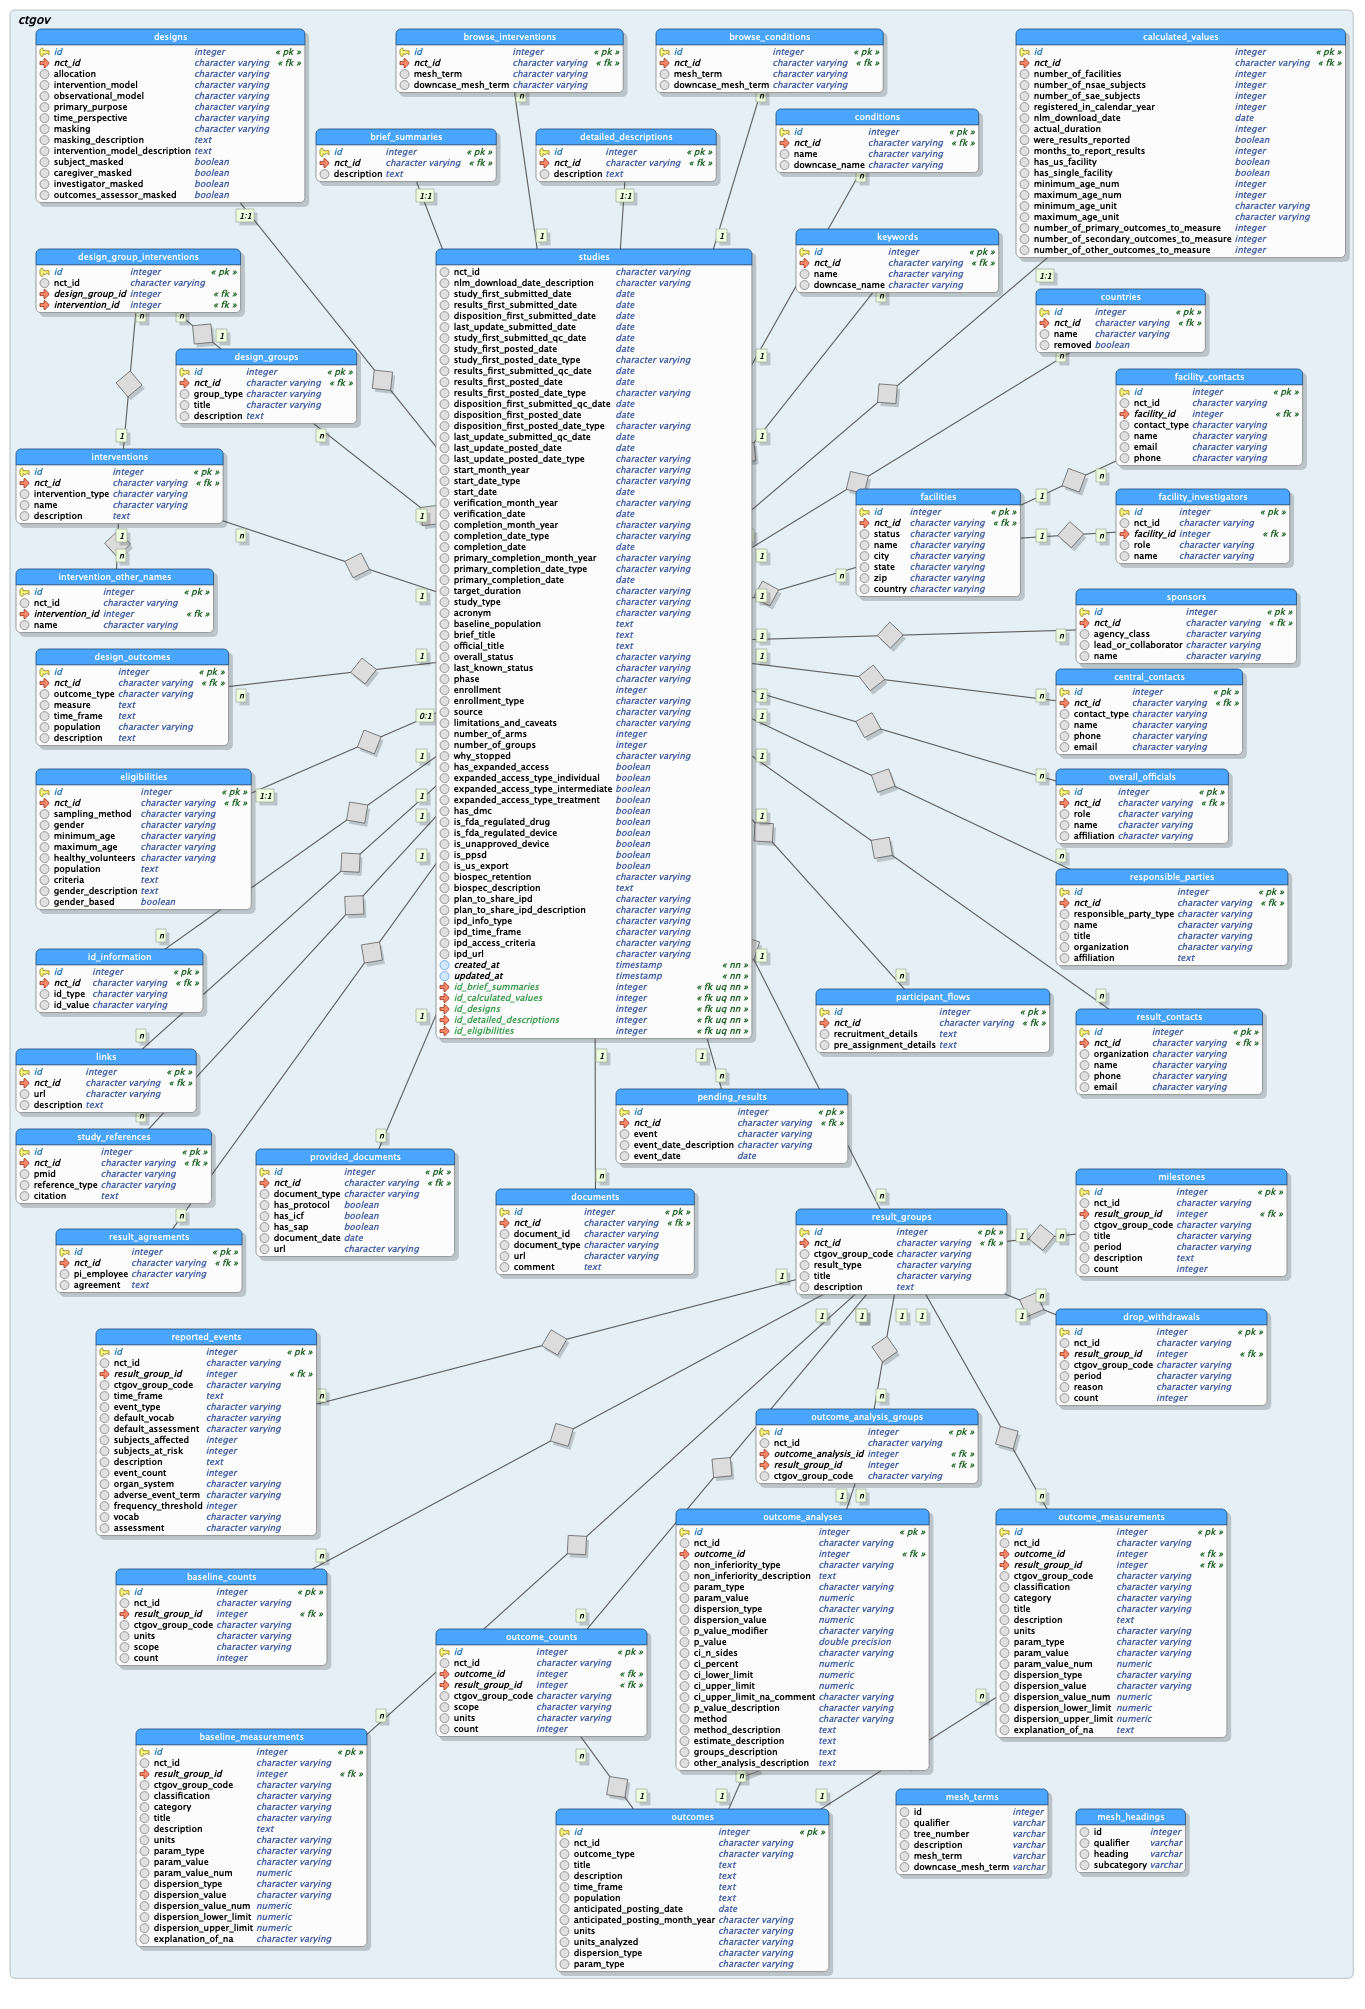 ctgov
designs
id integer « pk »
nct_id character varying « fk »
allocation character varying
intervention_model character varying
observational_model character varying
primary_purpose character varying
time_perspective character varying
masking character varying
masking_description text
intervention_model_description text
subject_masked boolean
caregiver_masked boolean
investigator_masked boolean
outcomes_assessor_masked boolean
browse_interventions
id integer « pk »
nct_id character varying « fk »
mesh_term character varying
downcase_mesh_term character varying
browse_conditions
id integer « pk »
nct_id character varying « fk »
mesh_term character varying
downcase_mesh_term character varying
calculated_values
id integer « pk »
nct_id character varying « fk »
number_of_facilities integer
number_of_nsae_subjects integer
number_of_sae_subjects integer
registered_in_calendar_year integer
nlm_download_date date
actual_duration integer
were_results_reported boolean
months_to_report_results integer
has_us_facility boolean
has_single_facility boolean
minimum_age_num integer
maximum_age_num integer
minimum_age_unit character varying
maximum_age_unit character varying
number_of_primary_outcomes_to_measure integer
number_of_secondary_outcomes_to_measure integer
number_of_other_outcomes_to_measure integer
n
n
brief_summaries
id integer « pk »
nct_id character varying « fk »
description text
detailed_descriptions
id integer « pk »
nct_id character varying « fk »
description text
conditions
id integer « pk »
nct_id character varying « fk »
name character varying
downcase_name character varying
n
1:1
1:1
1:1
1
1
design_group_interventions
id integer « pk »
nct_id character varying
design_group_id integer « fk »
intervention_id integer « fk »
n
n
1
studies
nct_id character varying
nlm_download_date_description character varying
study_first_submitted_date date
results_first_submitted_date date
disposition_first_submitted_date date
last_update_submitted_date date
study_first_submitted_qc_date date
study_first_posted_date date
study_first_posted_date_type character varying
results_first_submitted_qc_date date
results_first_posted_date date
results_first_posted_date_type character varying
disposition_first_submitted_qc_date date
disposition_first_posted_date date
disposition_first_posted_date_type character varying
last_update_submitted_qc_date date
last_update_posted_date date
last_update_posted_date_type character varying
start_month_year character varying
start_date_type character varying
start_date date
verification_month_year character varying
verification_date date
completion_month_year character varying
completion_date_type character varying
completion_date date
primary_completion_month_year character varying
primary_completion_date_type character varying
primary_completion_date date
target_duration character varying
study_type character varying
acronym character varying
baseline_population text
brief_title text
official_title text
overall_status character varying
last_known_status character varying
phase character varying
enrollment integer
enrollment_type character varying
source character varying
limitations_and_caveats character varying
number_of_arms integer
number_of_groups integer
why_stopped character varying
has_expanded_access boolean
expanded_access_type_individual boolean
expanded_access_type_intermediate boolean
expanded_access_type_treatment boolean
has_dmc boolean
is_fda_regulated_drug boolean
is_fda_regulated_device boolean
is_unapproved_device boolean
is_ppsd boolean
is_us_export boolean
biospec_retention character varying
biospec_description text
plan_to_share_ipd character varying
plan_to_share_ipd_description character varying
ipd_info_type character varying
ipd_time_frame character varying
ipd_access_criteria character varying
ipd_url character varying
created_at timestamp « nn »
updated_at timestamp « nn »
id_brief_summaries integer « fk uq nn »
id_calculated_values integer « fk uq nn »
id_designs integer « fk uq nn »
id_detailed_descriptions integer « fk uq nn »
id_eligibilities integer « fk uq nn »
keywords
id integer « pk »
nct_id character varying « fk »
name character varying
downcase_name character varying
n
1:1
countries
id integer « pk »
nct_id character varying « fk »
name character varying
removed boolean
n
1
1
design_groups
id integer « pk »
nct_id character varying « fk »
group_type character varying
title character varying
description text
n
1
1
facility_contacts
id integer « pk »
nct_id character varying
facility_id integer « fk »
contact_type character varying
name character varying
email character varying
phone character varying
n
1
interventions
id integer « pk »
nct_id character varying « fk »
intervention_type character varying
name character varying
description text
1
n
n
1
facilities
id integer « pk »
nct_id character varying « fk »
status character varying
name character varying
city character varying
state character varying
zip character varying
country character varying
facility_investigators
id integer « pk »
nct_id character varying
facility_id integer « fk »
role character varying
name character varying
1
n
1
n
1
intervention_other_names
id integer « pk »
nct_id character varying
intervention_id integer « fk »
name character varying
sponsors
id integer « pk »
nct_id character varying « fk »
agency_class character varying
lead_or_collaborator character varying
name character varying
1
n
design_outcomes
id integer « pk »
nct_id character varying « fk »
outcome_type character varying
measure text
time_frame text
population character varying
description text
n
1
central_contacts
id integer « pk »
nct_id character varying « fk »
contact_type character varying
name character varying
phone character varying
email character varying
1
n
0:1
1
1
eligibilities
id integer « pk »
nct_id character varying « fk »
sampling_method character varying
gender character varying
minimum_age character varying
maximum_age character varying
healthy_volunteers character varying
population text
criteria text
gender_description text
gender_based boolean
1:1
1
1
1
1
1
1
n
overall_officials
id integer « pk »
nct_id character varying « fk »
role character varying
name character varying
affiliation character varying
n
responsible_parties
id integer « pk »
nct_id character varying « fk »
responsible_party_type character varying
name character varying
title character varying
organization character varying
affiliation text
n
id_information
id integer « pk »
nct_id character varying « fk »
id_type character varying
id_value character varying
n
1
n
participant_flows
id integer « pk »
nct_id character varying « fk »
recruitment_details text
pre_assignment_details text
n
result_contacts
id integer « pk »
nct_id character varying « fk »
organization character varying
name character varying
phone character varying
email character varying
1
links
id integer « pk »
nct_id character varying « fk »
url character varying
description text
n
1
1
n
pending_results
id integer « pk »
nct_id character varying « fk »
event character varying
event_date_description character varying
event_date date
study_references
id integer « pk »
nct_id character varying « fk »
pmid character varying
reference_type character varying
citation text
n
n
provided_documents
id integer « pk »
nct_id character varying « fk »
document_type character varying
has_protocol boolean
has_icf boolean
has_sap boolean
document_date date
url character varying
n
documents
id integer « pk »
nct_id character varying « fk »
document_id character varying
document_type character varying
url character varying
comment text
n
result_groups
id integer « pk »
nct_id character varying « fk »
ctgov_group_code character varying
result_type character varying
title character varying
description text
1
n
milestones
id integer « pk »
nct_id character varying
result_group_id integer « fk »
ctgov_group_code character varying
title character varying
period character varying
description text
count integer
result_agreements
id integer « pk »
nct_id character varying « fk »
pi_employee character varying
agreement text
1
1
1
1
1
1
n
drop_withdrawals
id integer « pk »
nct_id character varying
result_group_id integer « fk »
ctgov_group_code character varying
period character varying
reason character varying
count integer
reported_events
id integer « pk »
nct_id character varying
result_group_id integer « fk »
ctgov_group_code character varying
time_frame text
event_type character varying
default_vocab character varying
default_assessment character varying
subjects_affected integer
subjects_at_risk integer
description text
event_count integer
organ_system character varying
adverse_event_term character varying
frequency_threshold integer
vocab character varying
assessment character varying
n
n
outcome_analysis_groups
id integer « pk »
nct_id character varying
outcome_analysis_id integer « fk »
result_group_id integer « fk »
ctgov_group_code character varying
1
n
n
outcome_analyses
id integer « pk »
nct_id character varying
outcome_id integer « fk »
non_inferiority_type character varying
non_inferiority_description text
param_type character varying
param_value numeric
dispersion_type character varying
dispersion_value numeric
p_value_modifier character varying
p_value double precision
ci_n_sides character varying
ci_percent numeric
ci_lower_limit numeric
ci_upper_limit numeric
ci_upper_limit_na_comment character varying
p_value_description character varying
method character varying
method_description text
estimate_description text
groups_description text
other_analysis_description text
outcome_measurements
id integer « pk »
nct_id character varying
outcome_id integer « fk »
result_group_id integer « fk »
ctgov_group_code character varying
classification character varying
category character varying
title character varying
description text
units character varying
param_type character varying
param_value character varying
param_value_num numeric
dispersion_type character varying
dispersion_value character varying
dispersion_value_num numeric
dispersion_lower_limit numeric
dispersion_upper_limit numeric
explanation_of_na text
n
baseline_counts
id integer « pk »
nct_id character varying
result_group_id integer « fk »
ctgov_group_code character varying
units character varying
scope character varying
count integer
n
outcome_counts
id integer « pk »
nct_id character varying
outcome_id integer « fk »
result_group_id integer « fk »
ctgov_group_code character varying
scope character varying
units character varying
count integer
n
n
baseline_measurements
id integer « pk »
nct_id character varying
result_group_id integer « fk »
ctgov_group_code character varying
classification character varying
category character varying
title character varying
description text
units character varying
param_type character varying
param_value character varying
param_value_num numeric
dispersion_type character varying
dispersion_value character varying
dispersion_value_num numeric
dispersion_lower_limit numeric
dispersion_upper_limit numeric
explanation_of_na character varying
n
n
1
1
1
outcomes
id integer « pk »
nct_id character varying
outcome_type character varying
title text
description text
time_frame text
population text
anticipated_posting_date date
anticipated_posting_month_year character varying
units character varying
units_analyzed character varying
dispersion_type character varying
param_type character varying
mesh_terms
id integer
qualifier varchar
tree_number varchar
description varchar
mesh_term varchar
downcase_mesh_term varchar
mesh_headings
id integer
qualifier varchar
heading varchar
subcategory varchar